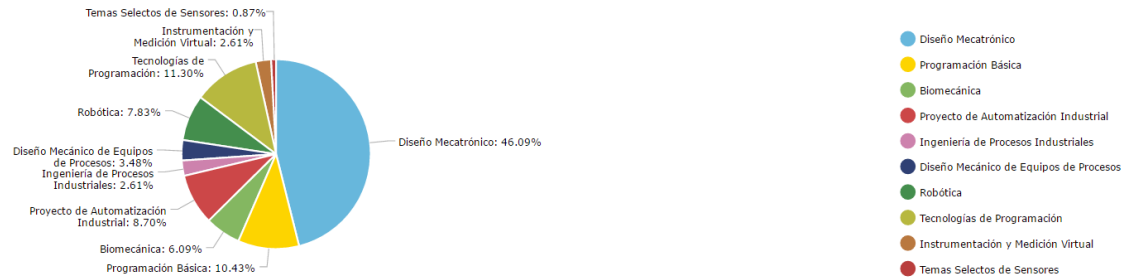 Temas Selectos de Sensores: 0.87%
Instrumentación y
Medición Virtual: 2.61%
Tecnologías de
Programación: 11.30%
Robótica: 7.83%
Diseño Mecánico de Equipos
de Procesos: 3.48%
Ingeniería de Procesos
Industriales: 2.61%
Proyecto de Automatización
Industrial: 8.70%
Biomecánica: 6.09%
Programación Básica: 10.43%
Diseño Mecatrónico: 46.09%
Diseño Mecatrónico
Programación Básica
Biomecánica
Proyecto de Automatización Industrial
Ingeniería de Procesos Industriales
Diseño Mecánico de Equipos de Procesos
Robótica
Tecnologías de Programación
Instrumentación y Medición Virtual
Temas Selectos de Sensores